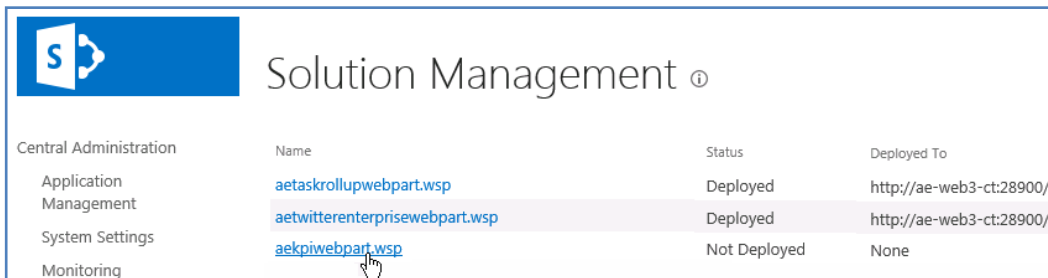 S
Solution Management
Central Administration
Application
Management
System Settings
Monitoring
Name Status Deployed To
aetaskrollupwebpart.wsp Deployed http://ae-web3-ct:28900/
aetwitterenterprisewebpart.wsp Deployed http://ae-web3-ct:28900/
aekpiwebpart.wsp Not Deployed None